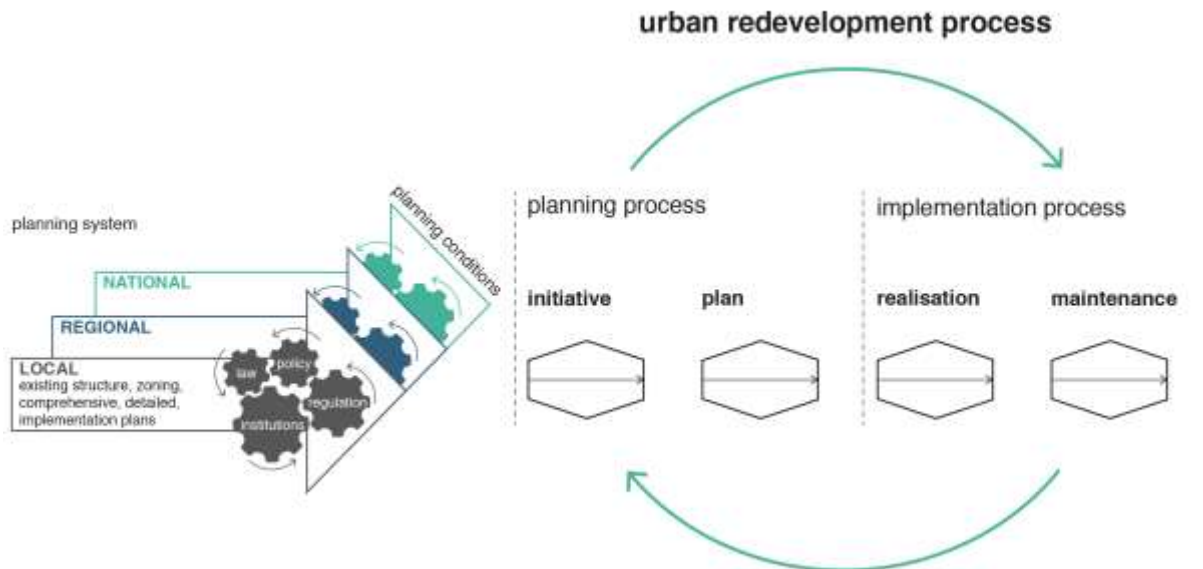 urban redevelopment process
planning system
NATIONAL
REGIONAL
LOCAL
existing structure, zoning,
comprehensive, detailed,
implementation plans
law
policy
regulation
institutions
planning conditions
planning process
implementation process
initiative
plan
realisation
maintenance